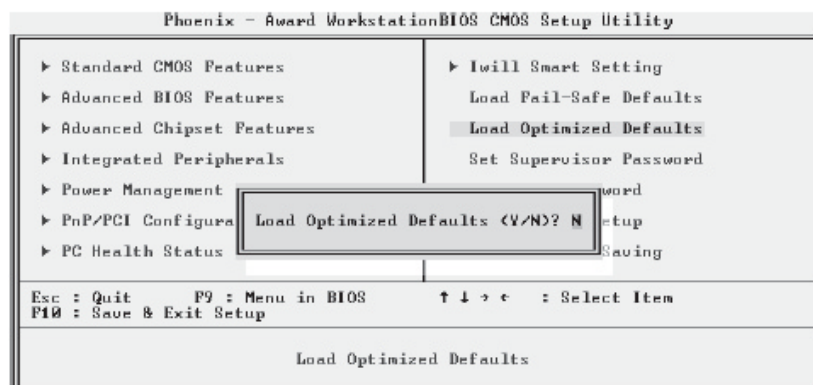 Phoenix - Award WorkstationBIOS CMOS Setup Utility
▶ Standard CMOS Features
▶ Advanced BIOS Features
▶ Advanced Chipset Features
▶ Integrated Peripherals
▶ Power Management
▶ PnP/PCI Configura
▶ PC Health Status
▶ Iwill Smart Setting
Load Fail-Safe Defaults
Load Optimized Defaults
Set Supervisor Password
word
etup
Saving
Load Optimized Defaults (Y/N)? N
Esc : Quit F9 : Menu in BIOS ↑ ↓ → ← : Select Item
F10 : Save & Exit Setup
Load Optimized Defaults